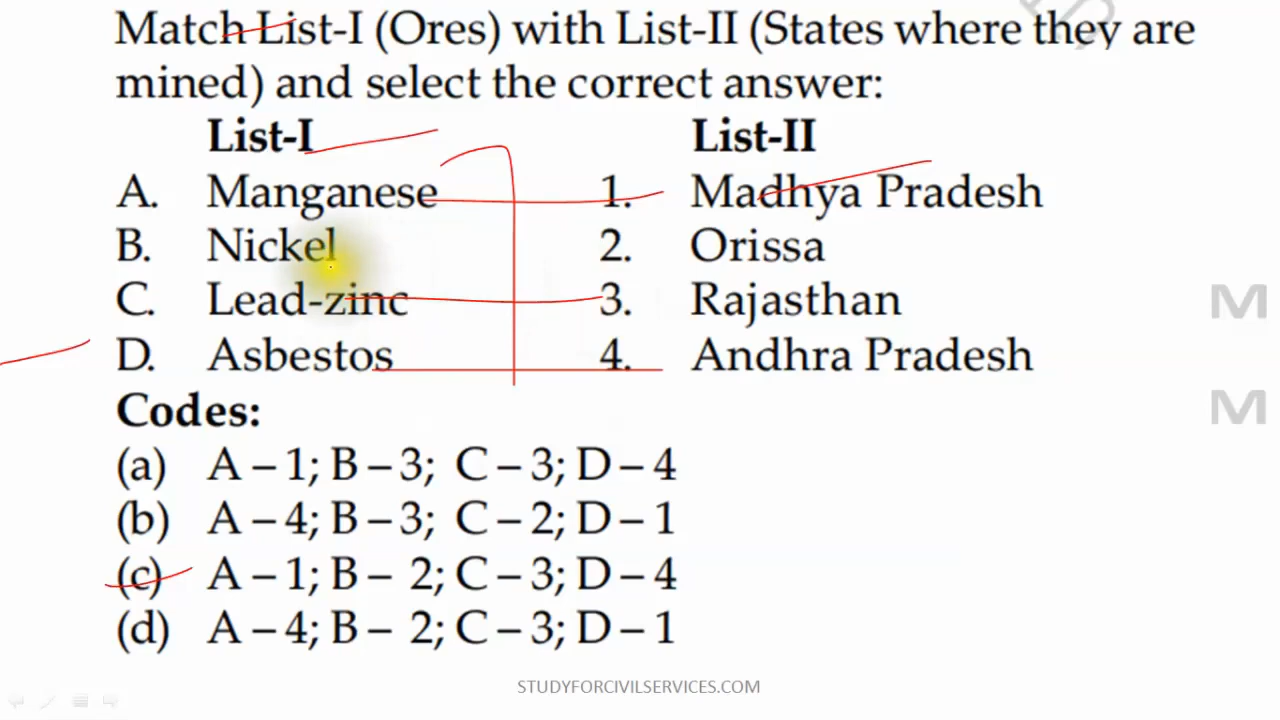 Match List-I (Ores) with List-II (States where they are
mined) and select the correct answer:
List-I List-II
A. Manganese 1. Madhya Pradesh
B. Nickel 2. Orissa
C. Lead-zinc 3. Rajasthan
D. Asbestos 4. Andhra Pradesh
Codes:
(a) A – 1; B – 3; C – 3; D – 4
(b) A – 4; B – 3; C – 2; D – 1
(c) A – 1; B – 2; C – 3; D – 4
(d) A – 4; B – 2; C – 3; D – 1
M
M
STUDYFORCIVILSERVICES.COM